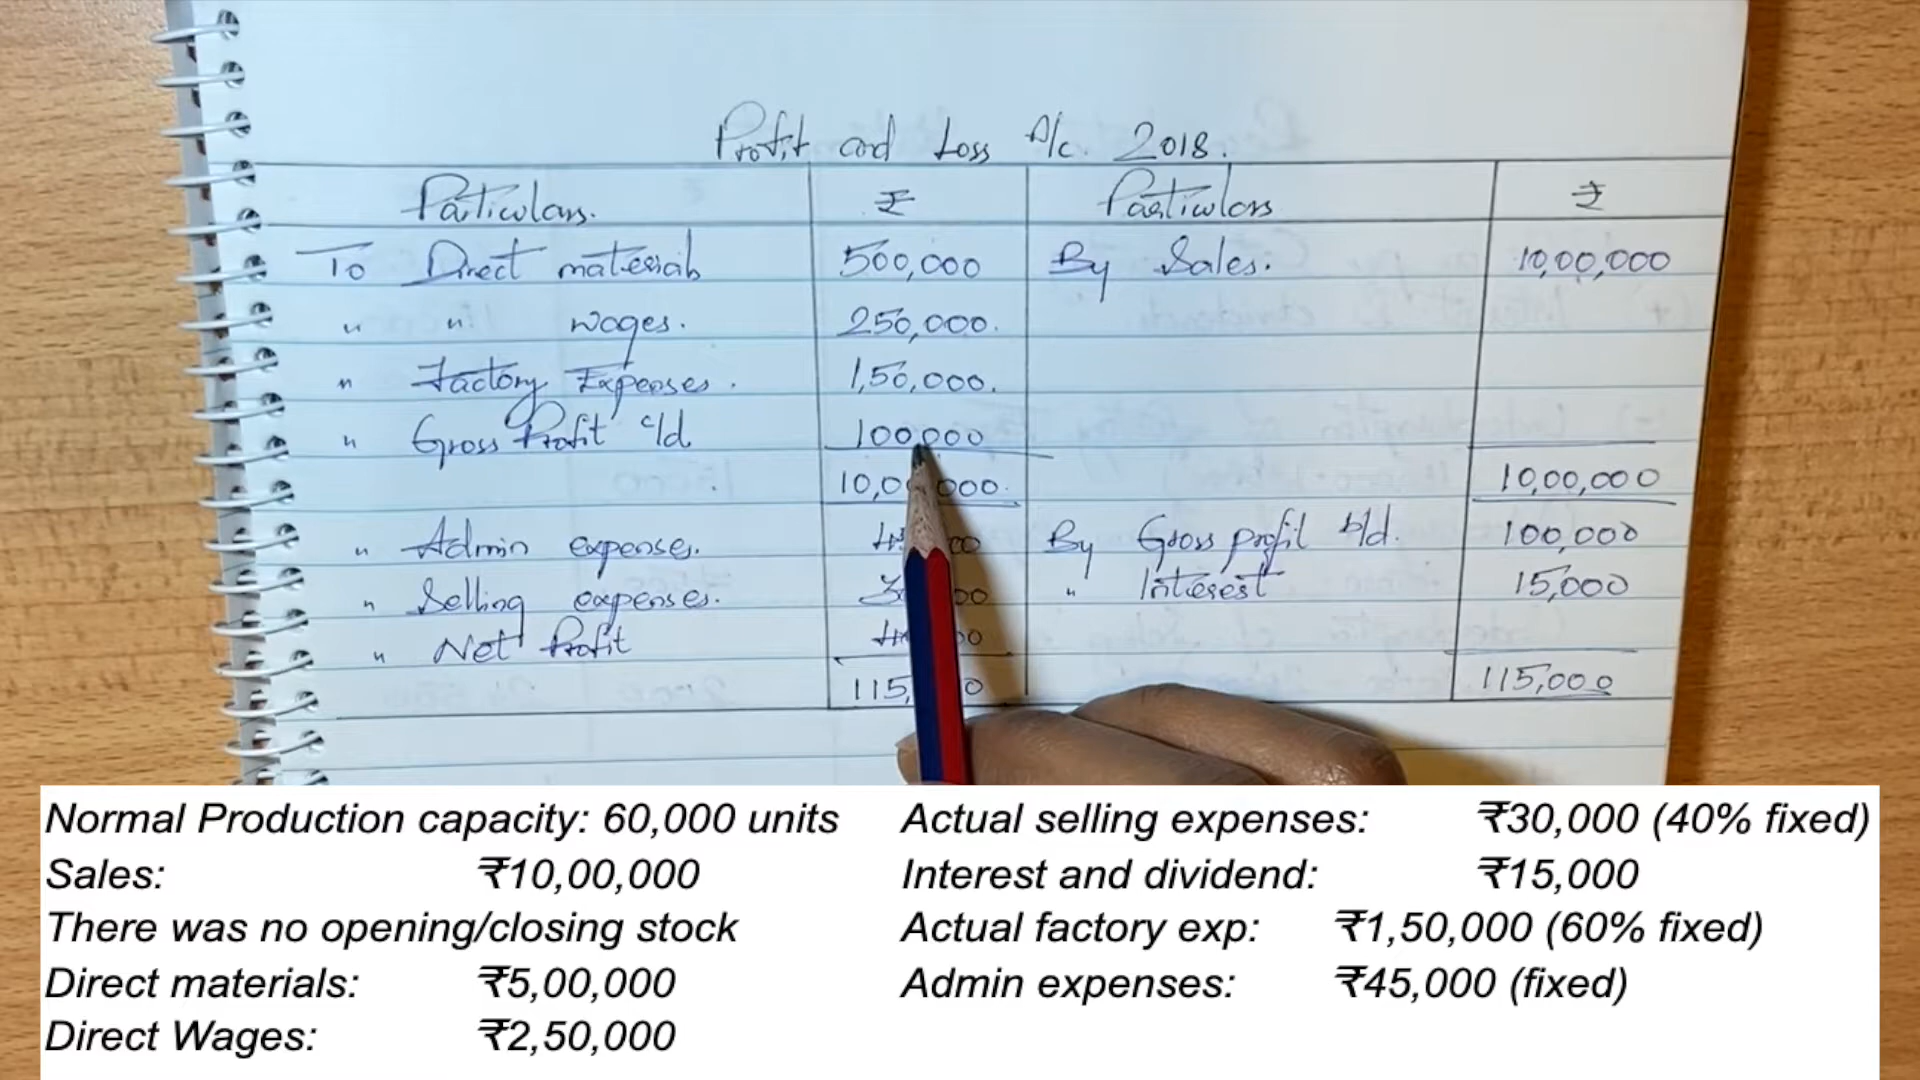 Profit and Loss A/c. 2018.
Particulars. ₹ Particulars ₹
To Direct materials 500,000 By Sales. 10,00,000
" " wages. 250,000.
" Factory Expenses. 1,50,000.
" Gross Profit c/d 100,000
10,00,000
" Admin expenses. By Gross profit b/d. 100,000
" Selling expenses. " Interest 15,000
" Net Profit
115,000
Normal Production capacity: 60,000 units
Sales: ₹10,00,000
There was no opening/closing stock
Direct materials: ₹5,00,000
Direct Wages: ₹2,50,000
Actual selling expenses: ₹30,000 (40% fixed)
Interest and dividend: ₹15,000
Actual factory exp: ₹1,50,000 (60% fixed)
Admin expenses: ₹45,000 (fixed)